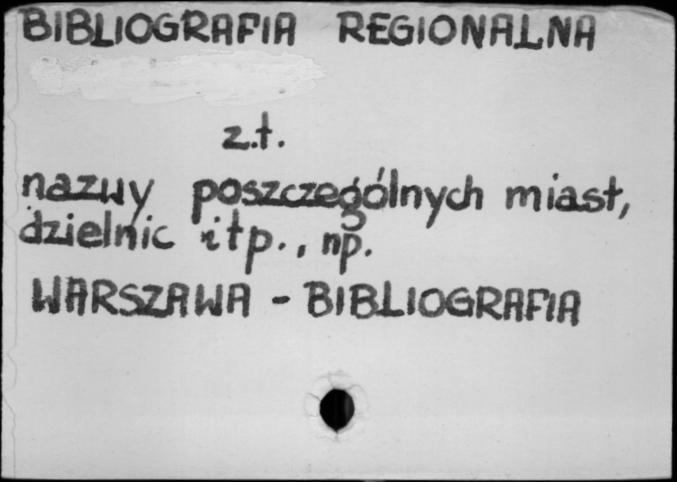 BIBLIOGRAFIA REGIONALNA
z.t.
nazwy poszczególnych miast,
dzielnic itp., np.
WARSZAWA - BIBLIOGRAFIA